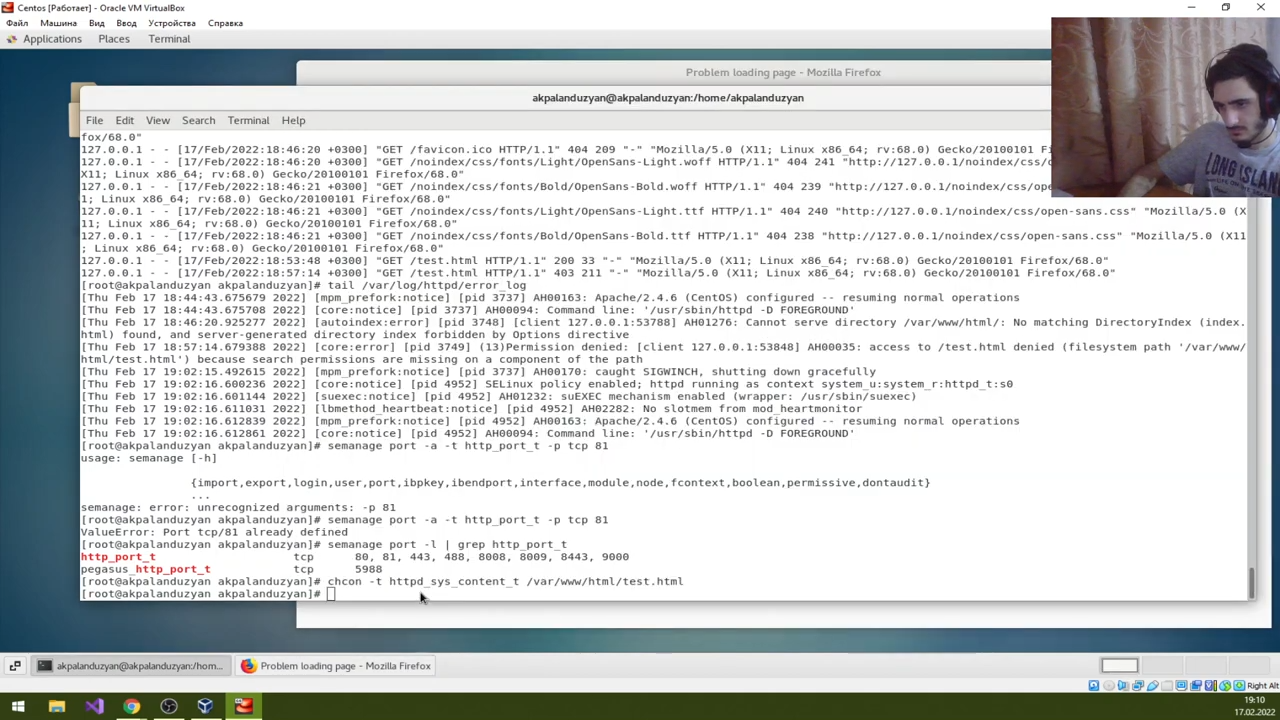 Centos [Работает] - Oracle VM VirtualBox
Файл Машина Вид Ввод Устройства Справка
Applications Places Terminal
Problem loading page - Mozilla Firefox
akpalanduzyan@akpalanduzyan:/home/akpalanduzyan
File Edit View Search Terminal Help
fox/68.0"
127.0.0.1 - - [17/Feb/2022:18:46:20 +0300] "GET /favicon.ico HTTP/1.1" 404 209 "-" "Mozilla/5.0 (X11; Linux x86_64; rv:68.0) Gecko/20100101 F
127.0.0.1 - - [17/Feb/2022:18:46:21 +0300] "GET /noindex/css/fonts/Light/OpenSans-Light.woff HTTP/1.1" 404 241 "http://127.0.0.1/noindex/css/
X11; Linux x86_64; rv:68.0) Gecko/20100101 Firefox/68.0"
127.0.0.1 - - [17/Feb/2022:18:46:21 +0300] "GET /noindex/css/fonts/Bold/OpenSans-Bold.woff HTTP/1.1" 404 239 "http://127.0.0.1/noindex/css/op
1; Linux x86_64; rv:68.0) Gecko/20100101 Firefox/68.0"
127.0.0.1 - - [17/Feb/2022:18:46:21 +0300] "GET /noindex/css/fonts/Light/OpenSans-Light.ttf HTTP/1.1" 404 240 "http://127.0.0.1/noindex/css/open-sans.css" "Mozilla/5.0 (X
11; Linux x86_64; rv:68.0) Gecko/20100101 Firefox/68.0"
127.0.0.1 - - [17/Feb/2022:18:46:21 +0300] "GET /noindex/css/fonts/Bold/OpenSans-Bold.ttf HTTP/1.1" 404 238 "http://127.0.0.1/noindex/css/open-sans.css" "Mozilla/5.0 (X11
; Linux x86_64; rv:68.0) Gecko/20100101 Firefox/68.0"
127.0.0.1 - - [17/Feb/2022:18:53:48 +0300] "GET /test.html HTTP/1.1" 200 33 "-" "Mozilla/5.0 (X11; Linux x86_64; rv:68.0) Gecko/20100101 Firefox/68.0"
127.0.0.1 - - [17/Feb/2022:18:57:14 +0300] "GET /test.html HTTP/1.1" 403 211 "-" "Mozilla/5.0 (X11; Linux x86_64; rv:68.0) Gecko/20100101 Firefox/68.0"
[root@akpalanduzyan akpalanduzyan]# tail /var/log/httpd/error_log
[Thu Feb 17 18:44:43.675679 2022] [mpm_prefork:notice] [pid 3737] AH00163: Apache/2.4.6 (CentOS) configured -- resuming normal operations
[Thu Feb 17 18:44:43.675708 2022] [core:notice] [pid 3737] AH00094: Command line: '/usr/sbin/httpd -D FOREGROUND'
[Thu Feb 17 18:46:20.925277 2022] [autoindex:error] [pid 3748] [client 127.0.0.1:53788] AH01276: Cannot serve directory /var/www/html/: No matching DirectoryIndex (index.
html) found, and server-generated directory index forbidden by Options directive
[Thu Feb 17 18:57:14.679388 2022] [core:error] [pid 3749] (13)Permission denied: [client 127.0.0.1:53848] AH00035: access to /test.html denied (filesystem path '/var/www/
html/test.html') because search permissions are missing on a component of the path
[Thu Feb 17 19:02:15.492615 2022] [mpm_prefork:notice] [pid 3737] AH00170: caught SIGWINCH, shutting down gracefully
[Thu Feb 17 19:02:16.600236 2022] [core:notice] [pid 4952] SELinux policy enabled; httpd running as context system_u:system_r:httpd_t:s0
[Thu Feb 17 19:02:16.601144 2022] [suexec:notice] [pid 4952] AH01232: suEXEC mechanism enabled (wrapper: /usr/sbin/suexec)
[Thu Feb 17 19:02:16.611031 2022] [lbmethod_heartbeat:notice] [pid 4952] AH02282: No slotmem from mod_heartmonitor
[Thu Feb 17 19:02:16.612839 2022] [mpm_prefork:notice] [pid 4952] AH00163: Apache/2.4.6 (CentOS) configured -- resuming normal operations
[Thu Feb 17 19:02:16.612861 2022] [core:notice] [pid 4952] AH00094: Command line: '/usr/sbin/httpd -D FOREGROUND'
[root@akpalanduzyan akpalanduzyan]# semanage port -a -t http_port_t -p tcp 81
usage: semanage [-h]
{import,export,login,user,port,ibpkey,ibendport,interface,module,node,fcontext,boolean,permissive,dontaudit}
...
semanage: error: unrecognized arguments: -p 81
[root@akpalanduzyan akpalanduzyan]# semanage port -a -t http_port_t -p tcp 81
ValueError: Port tcp/81 already defined
[root@akpalanduzyan akpalanduzyan]# semanage port -l | grep http_port_t
http_port_t tcp 80, 81, 443, 488, 8008, 8009, 8443, 9000
pegasus_http_port_t tcp 5988
[root@akpalanduzyan akpalanduzyan]# chcon -t httpd_sys_content_t /var/www/html/test.html
[root@akpalanduzyan akpalanduzyan]#
akpalanduzyan@akpalanduzyan:/hom... Problem loading page - Mozilla Firefox
Right Alt
19:10
17.02.2022
LONG ISLAND